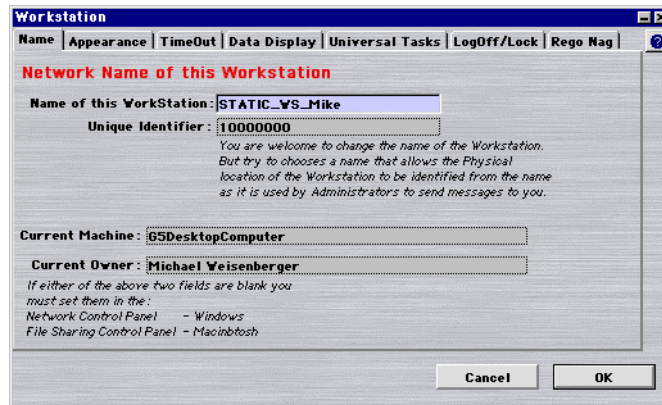 Workstation
Name Appearance TimeOut Data Display Universal Tasks LogOff/Lock Rego Nag ?
Network Name of this Workstation
Name of this WorkStation: STATIC_WS_Mike
Unique Identifier: 10000000
You are welcome to change the name of the Workstation.
But try to chooses a name that allows the Physical
location of the Workstation to be identified from the name
as it is used by Administrators to send messages to you.
Current Machine: G5DesktopComputer
Current Owner: Michael Weisenberger
If either of the above two fields are blank you
must set them in the:
Network Control Panel - Windows
File Sharing Control Panel - Macinbtosh
Cancel OK